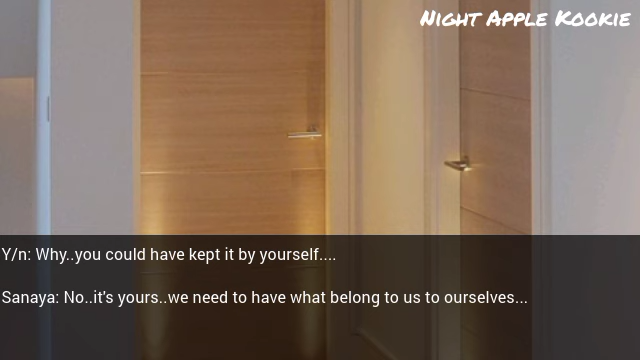 Night Apple Kookie
Y/n: Why..you could have kept it by yourself....
Sanaya: No..it's yours..we need to have what belong to us to ourselves...